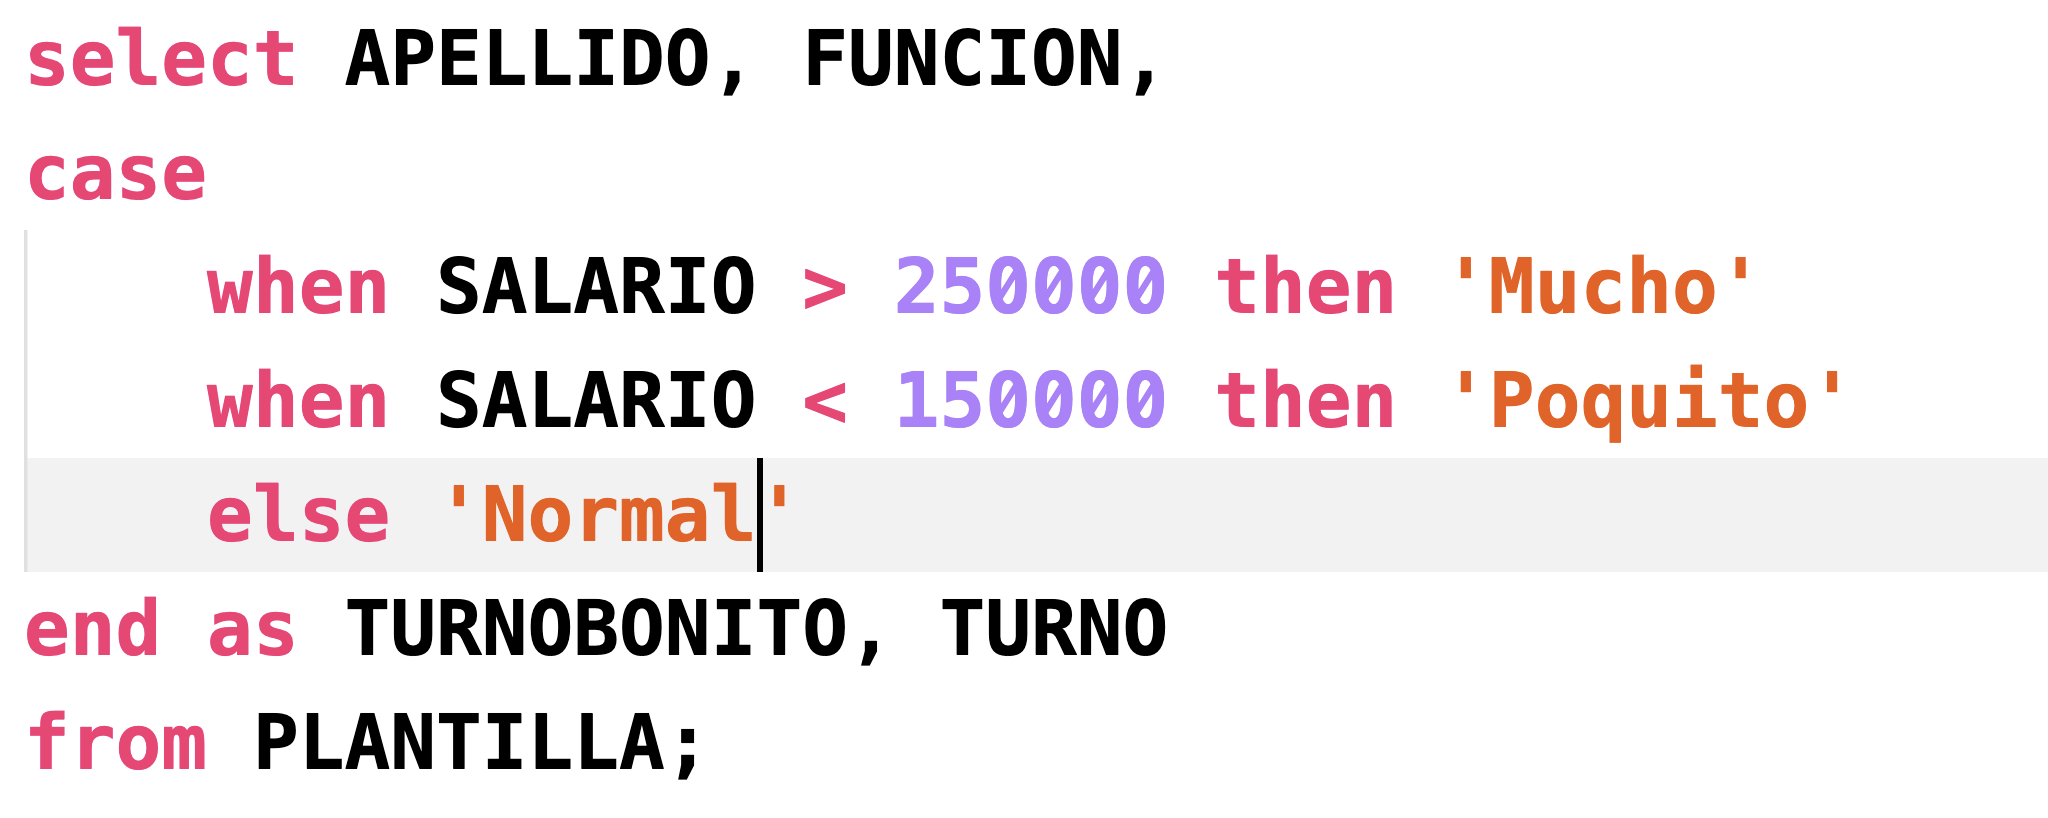 select APELLIDO, FUNCION,
case
    when SALARIO > 250000 then 'Mucho'
    when SALARIO < 150000 then 'Poquito'
    else 'Normal'
end as TURNOBONITO, TURNO
from PLANTILLA;